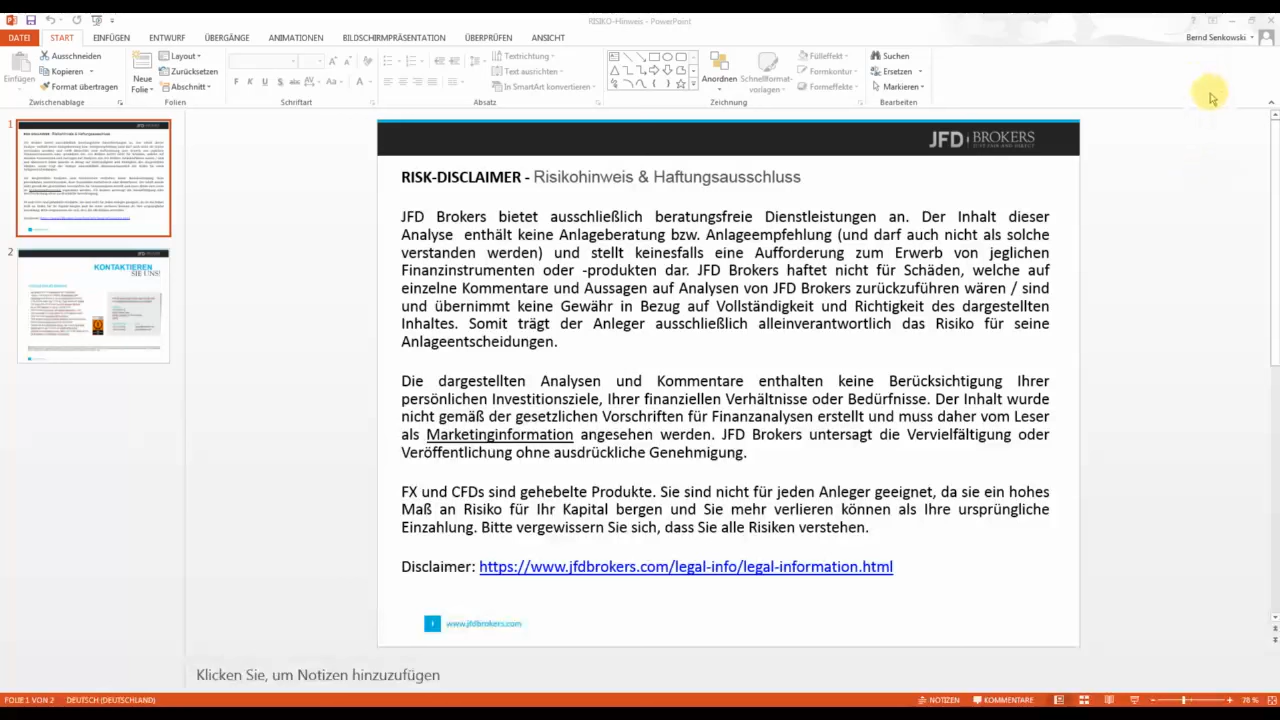 RISIKO-Hinweis - PowerPoint
DATEI START EINFÜGEN ENTWURF ÜBERGÄNGE ANIMATIONEN BILDSCHIRMPRÄSENTATION ÜBERPRÜFEN ANSICHT Bernd Senkowski
Einfügen
Ausschneiden
Kopieren
Format übertragen
Zwischenablage
Neue
Folie
Layout
Zurücksetzen
Abschnitt
Folien
F K U S abc AV Aa A
Schriftart
Textrichtung
Text ausrichten
In SmartArt konvertieren
Absatz
Anordnen
Schnellformat-
vorlagen
Fülleffekt
Formkontur
Formeffekte
Zeichnung
Suchen
Ersetzen
Markieren
Bearbeiten
1
2
KONTAKTIEREN
SIE UNS!
JFD BROKERS
JUST FAIR AND DIRECT
RISK-DISCLAIMER - Risikohinweis & Haftungsausschuss
JFD Brokers bietet ausschließlich beratungsfreie Dienstleistungen an. Der Inhalt dieser
Analyse enthält keine Anlageberatung bzw. Anlageempfehlung (und darf auch nicht als solche
verstanden werden) und stellt keinesfalls eine Aufforderung zum Erwerb von jeglichen
Finanzinstrumenten oder -produkten dar. JFD Brokers haftet nicht für Schäden, welche auf
einzelne Kommentare und Aussagen auf Analysen von JFD Brokers zurückzuführen wären / sind
und übernimmt keine Gewähr in Bezug auf Vollständigkeit und Richtigkeit des dargestellten
Inhaltes. Somit trägt der Anleger ausschließlich alleinverantwortlich das Risiko für seine
Anlageentscheidungen.
Die dargestellten Analysen und Kommentare enthalten keine Berücksichtigung Ihrer
persönlichen Investitionsziele, Ihrer finanziellen Verhältnisse oder Bedürfnisse. Der Inhalt wurde
nicht gemäß der gesetzlichen Vorschriften für Finanzanalysen erstellt und muss daher vom Leser
als Marketinginformation angesehen werden. JFD Brokers untersagt die Vervielfältigung oder
Veröffentlichung ohne ausdrückliche Genehmigung.
FX und CFDs sind gehebelte Produkte. Sie sind nicht für jeden Anleger geeignet, da sie ein hohes
Maß an Risiko für Ihr Kapital bergen und Sie mehr verlieren können als Ihre ursprüngliche
Einzahlung. Bitte vergewissern Sie sich, dass Sie alle Risiken verstehen.
Disclaimer: https://www.jfdbrokers.com/legal-info/legal-information.html
www.jfdbrokers.com
Klicken Sie, um Notizen hinzuzufügen
FOLIE 1 VON 2 DEUTSCH (DEUTSCHLAND) NOTIZEN KOMMENTARE 78 %